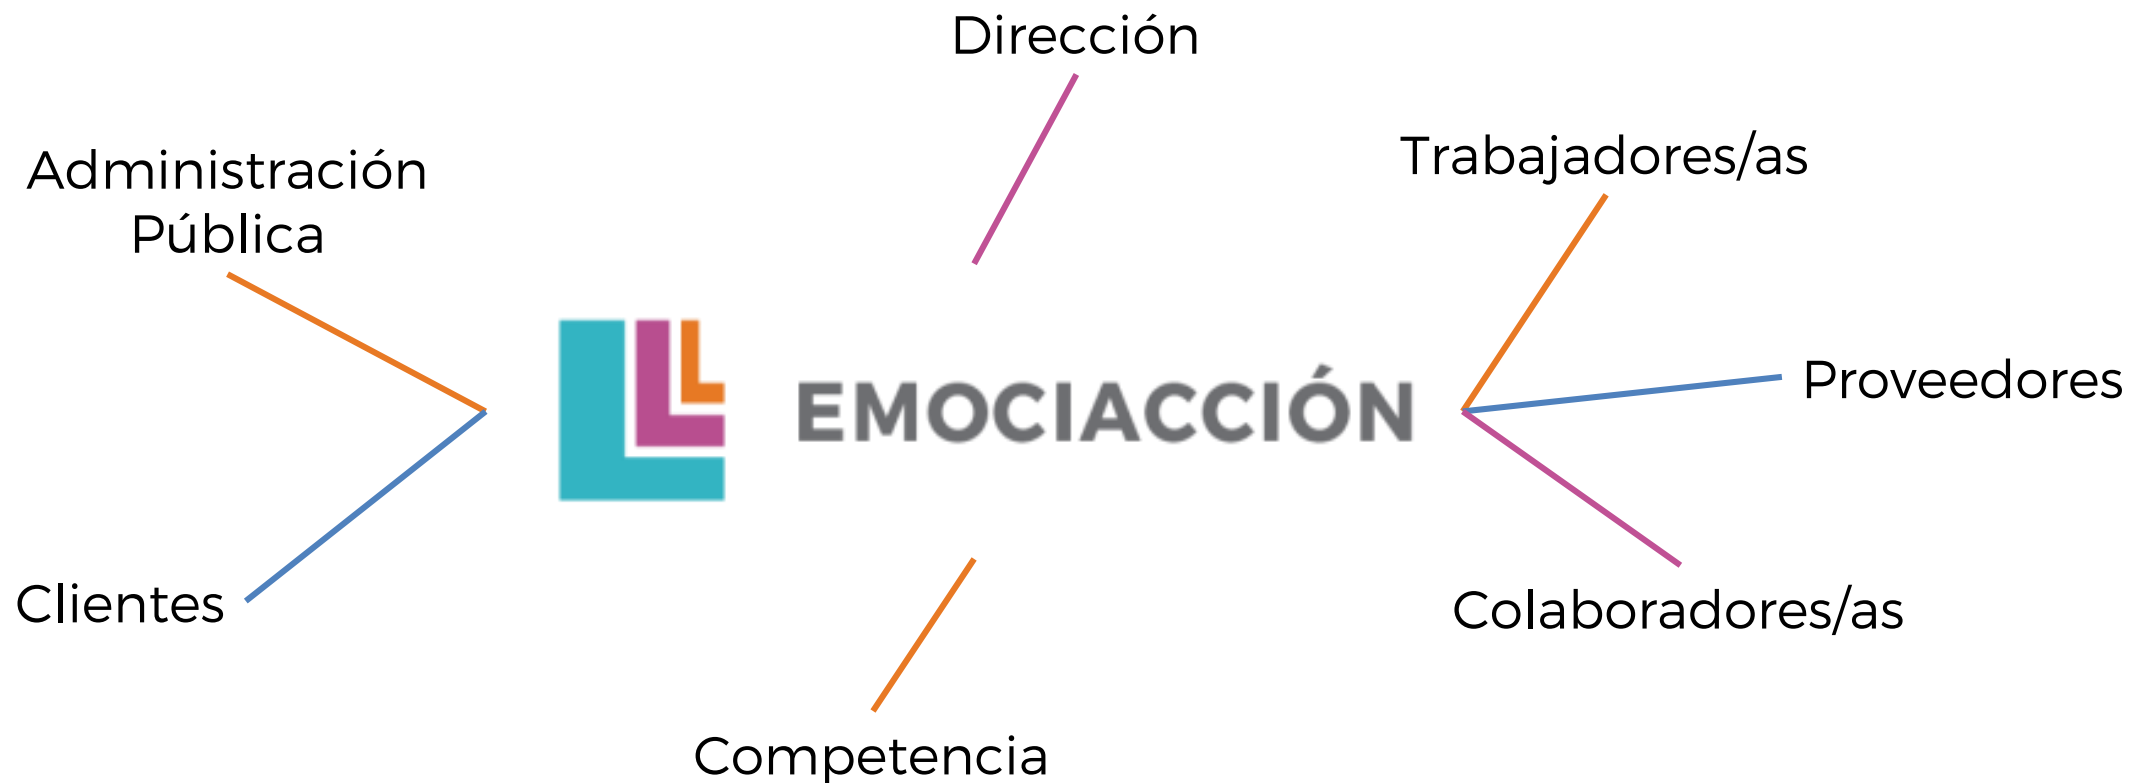 Dirección
Trabajadores/as
Administración
Pública
Proveedores
EMOCIACCIÓN
Clientes
Colaboradores/as
Competencia